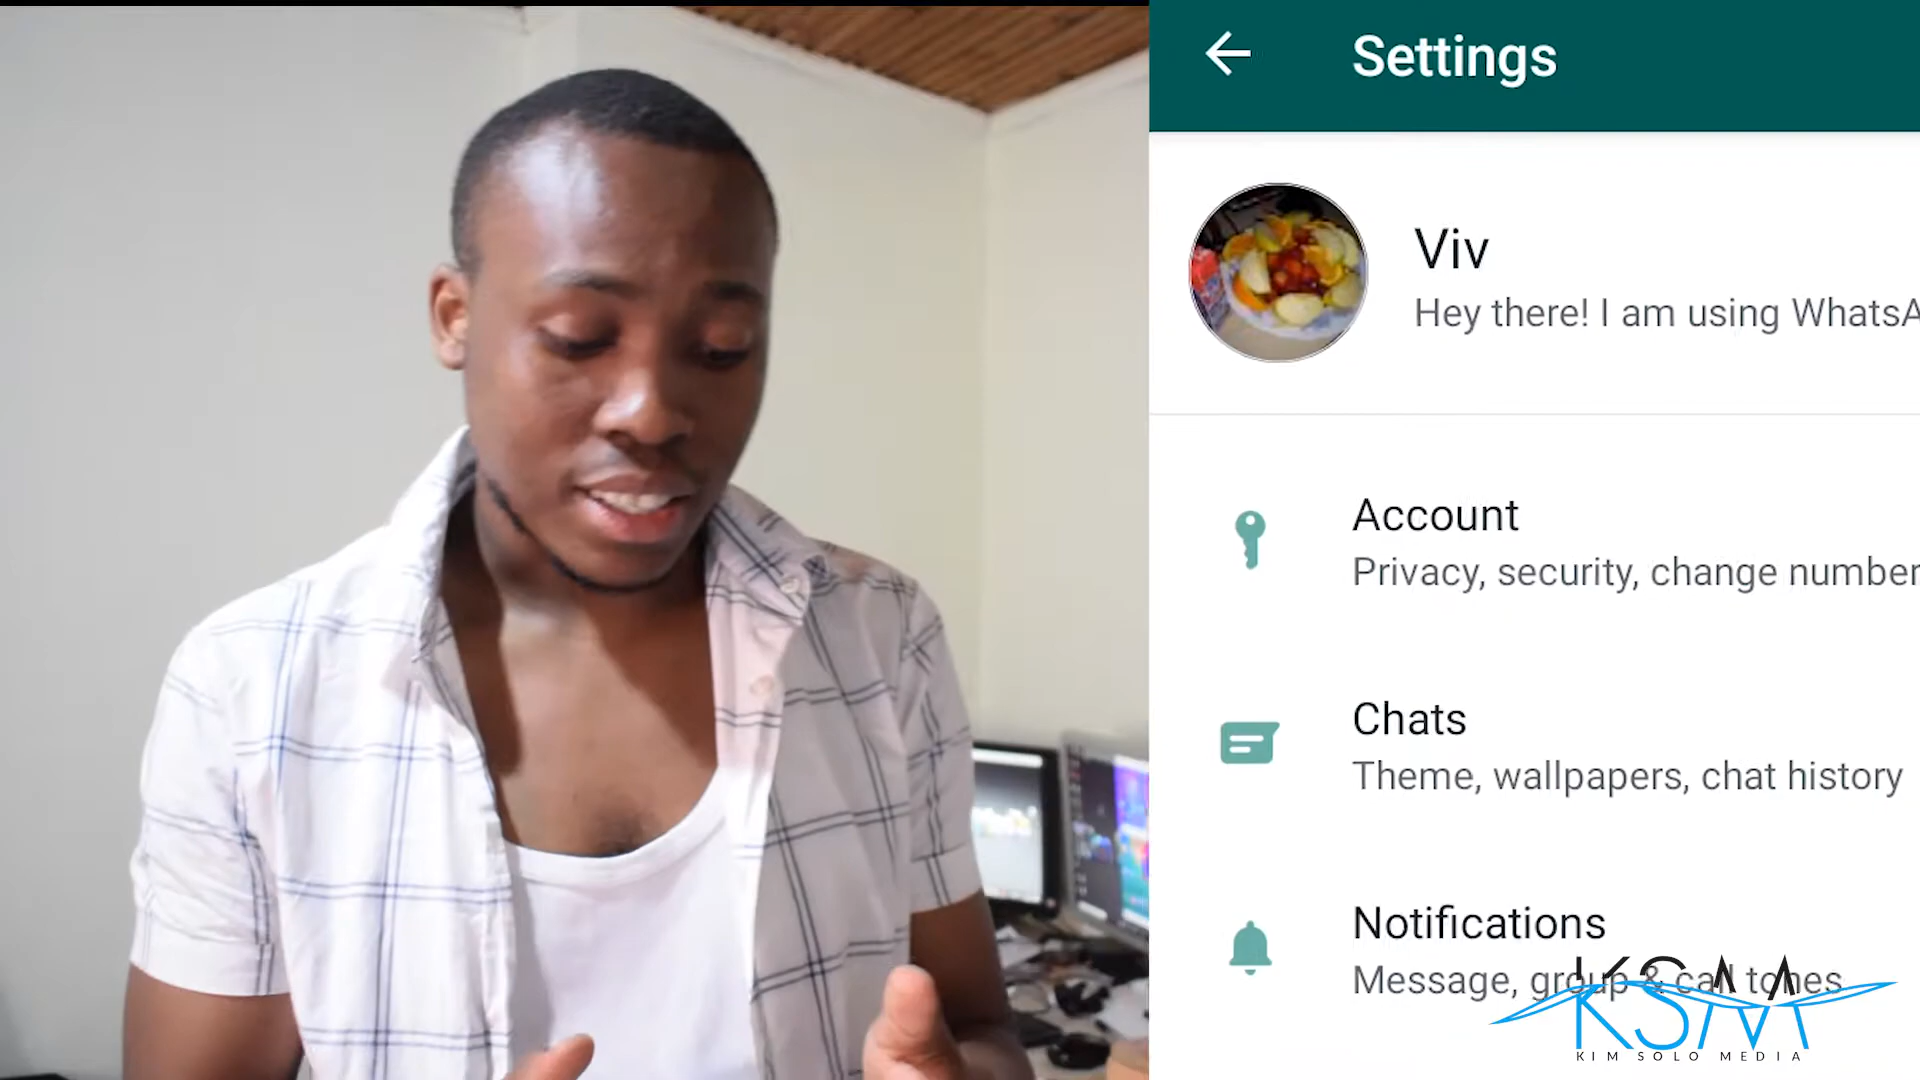 Settings
Viv
Hey there! I am using WhatsA
Account
Privacy, security, change number
Chats
Theme, wallpapers, chat history
Notifications
Message, group & call tones
KSM
KSM
KIM SOLO MEDIA